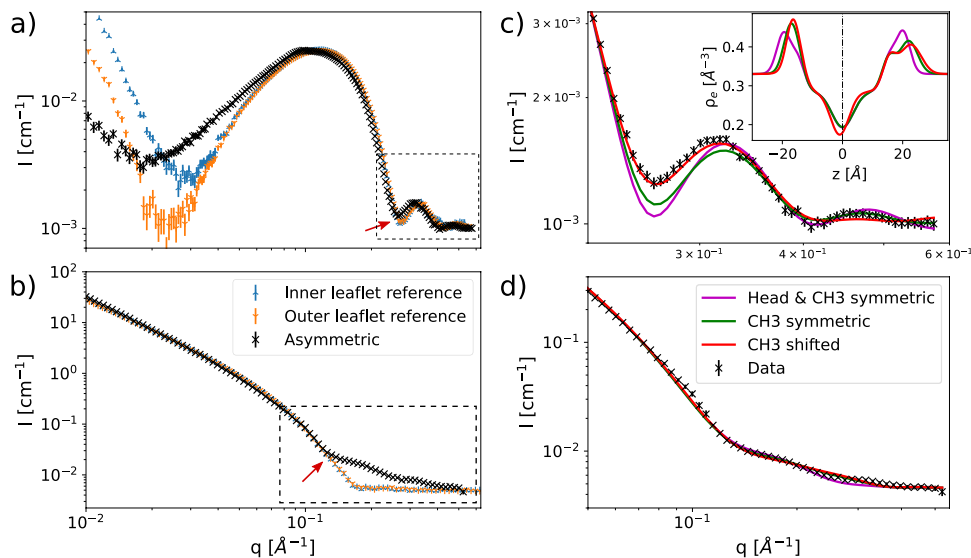 a)
I [cm⁻¹]
10⁻²
10⁻³
b)
I [cm⁻¹]
10²
10¹
10⁰
10⁻¹
10⁻²
Inner leaflet reference
Outer leaflet reference
Asymmetric
10⁻²
10⁻¹
q [Å⁻¹]
c)
I [cm⁻¹]
3 × 10⁻³
2 × 10⁻³
10⁻³
3 × 10⁻¹
4 × 10⁻¹
6 × 10⁻¹
ρₑ [Å⁻³]
0.4
0.3
0.2
−20
0
20
z [Å]
d)
I [cm⁻¹]
10⁻¹
10⁻²
Head & CH3 symmetric
CH3 symmetric
CH3 shifted
Data
10⁻¹
q [Å⁻¹]